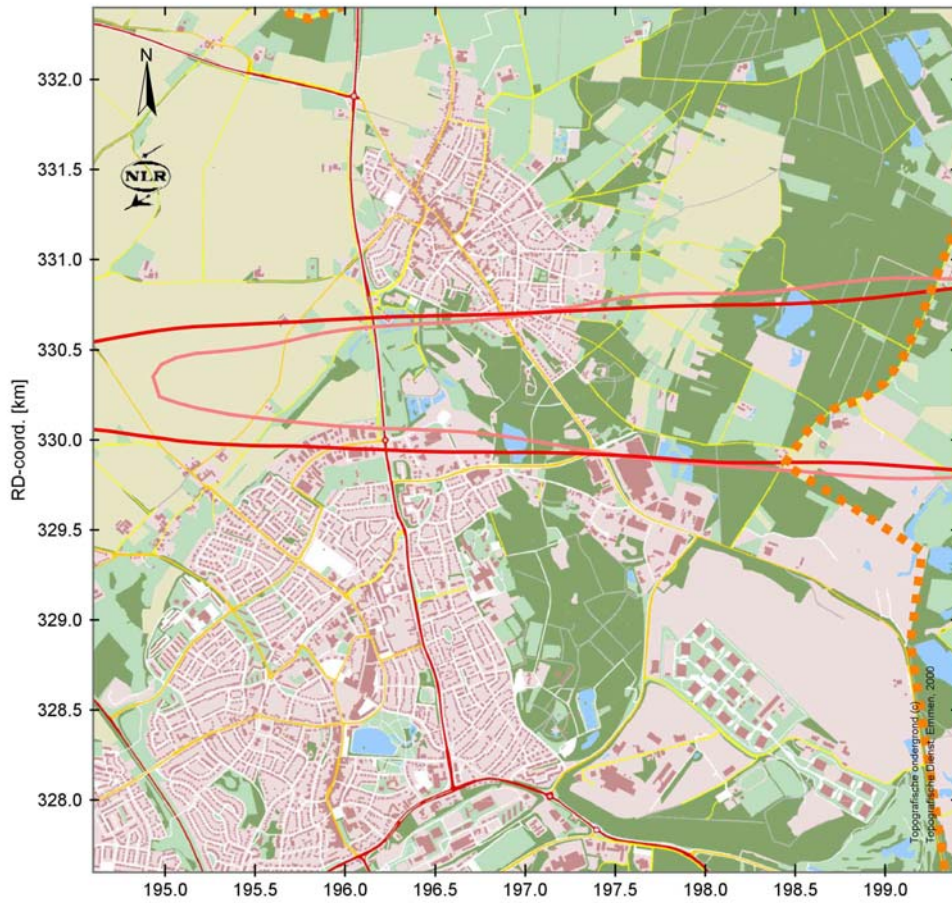 N
NLR
332.0
331.5
331.0
330.5
330.0
329.5
329.0
328.5
328.0
RD-coord. [km]
195.0 195.5 196.0 196.5 197.0 197.5 198.0 198.5 199.0
Topografische ondergrond (c)
Topografische Dienst, Emmen, 2000